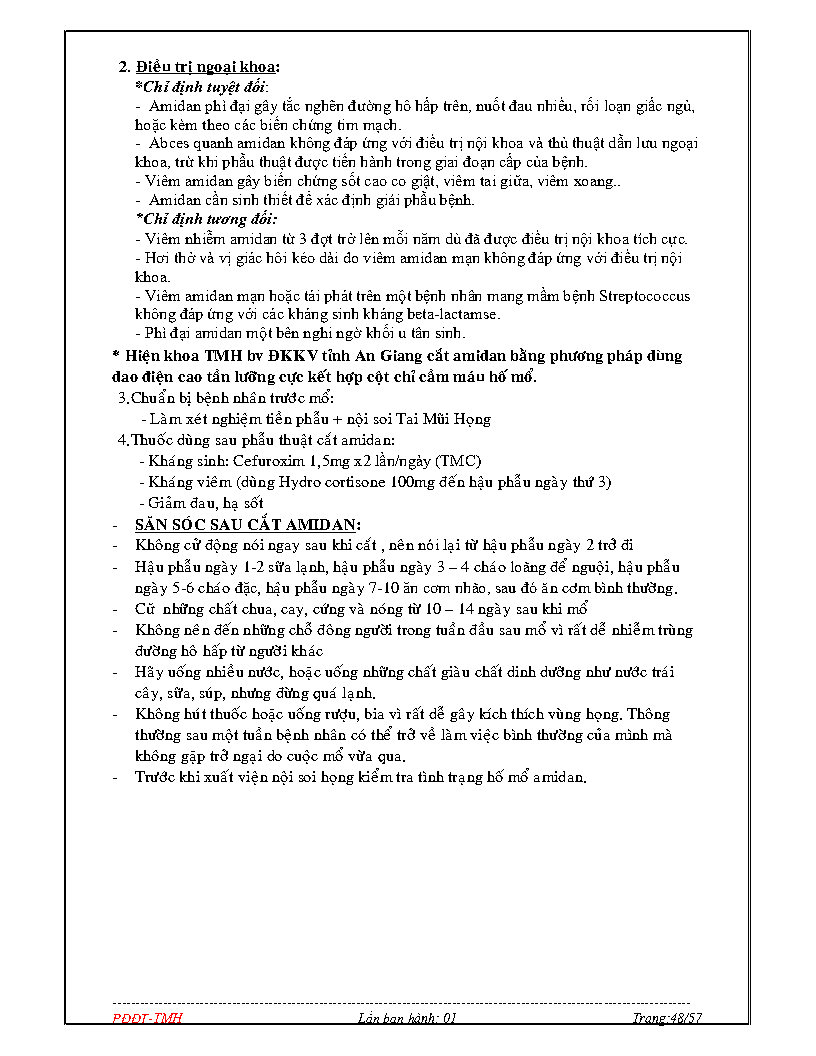 2. Điều trị ngoại khoa:
*Chỉ định tuyệt đối:
- Amidan phì đại gây tắc nghẽn đường hô hấp trên, nuốt đau nhiều, rối loạn giấc ngủ,
hoặc kèm theo các biến chứng tim mạch.
- Abces quanh amidan không đáp ứng với điều trị nội khoa và thủ thuật dẫn lưu ngoại
khoa, trừ khi phẫu thuật được tiến hành trong giai đoạn cấp của bệnh.
- Viêm amidan gây biến chứng sốt cao co giật, viêm tai giữa, viêm xoang..
- Amidan cần sinh thiết để xác định giải phẫu bệnh.
*Chỉ định tương đối:
- Viêm nhiễm amidan từ 3 đợt trở lên mỗi năm dù đã được điều trị nội khoa tích cực.
- Hơi thở và vị giác hôi kéo dài do viêm amidan mạn không đáp ứng với điều trị nội
khoa.
- Viêm amidan mạn hoặc tái phát trên một bệnh nhân mang mầm bệnh Streptococcus
không đáp ứng với các kháng sinh kháng beta-lactamse.
- Phì đại amidan một bên nghi ngờ khối u tân sinh.
* Hiện khoa TMH bv ĐKKV tỉnh An Giang cắt amidan bằng phương pháp dùng
dao điện cao tần lưỡng cực kết hợp cột chỉ cầm máu hố mổ.
3.Chuẩn bị bệnh nhân trước mổ:
- Làm xét nghiệm tiền phẫu + nội soi Tai Mũi Họng
4.Thuốc dùng sau phẫu thuật cắt amidan:
- Kháng sinh: Cefuroxim 1,5mg x2 lần/ngày (TMC)
- Kháng viêm (dùng Hydro cortisone 100mg đến hậu phẫu ngày thứ 3)
- Giảm đau, hạ sốt
- SĂN SÓC SAU CẮT AMIDAN:
- Không cử động nói ngay sau khi cắt , nên nói lại từ hậu phẫu ngày 2 trở đi
- Hậu phẫu ngày 1-2 sữa lạnh, hậu phẫu ngày 3 – 4 cháo loãng để nguội, hậu phẫu
ngày 5-6 cháo đặc, hậu phẫu ngày 7-10 ăn cơm nhão, sau đó ăn cơm bình thường.
- Cữ những chất chua, cay, cứng và nóng từ 10 – 14 ngày sau khi mổ
- Không nên đến những chỗ đông người trong tuần đầu sau mổ vì rất dễ nhiễm trùng
đường hô hấp từ người khác
- Hãy uống nhiều nước, hoặc uống những chất giàu chất dinh dưỡng như nước trái
cây, sữa, súp, nhưng đừng quá lạnh.
- Không hút thuốc hoặc uống rượu, bia vì rất dễ gây kích thích vùng họng. Thông
thường sau một tuần bệnh nhân có thể trở về làm việc bình thường của mình mà
không gặp trở ngại do cuộc mổ vừa qua.
- Trước khi xuất viện nội soi họng kiểm tra tình trạng hố mổ amidan.
PĐĐT-TMH Lần ban hành: 01 Trang:48/57